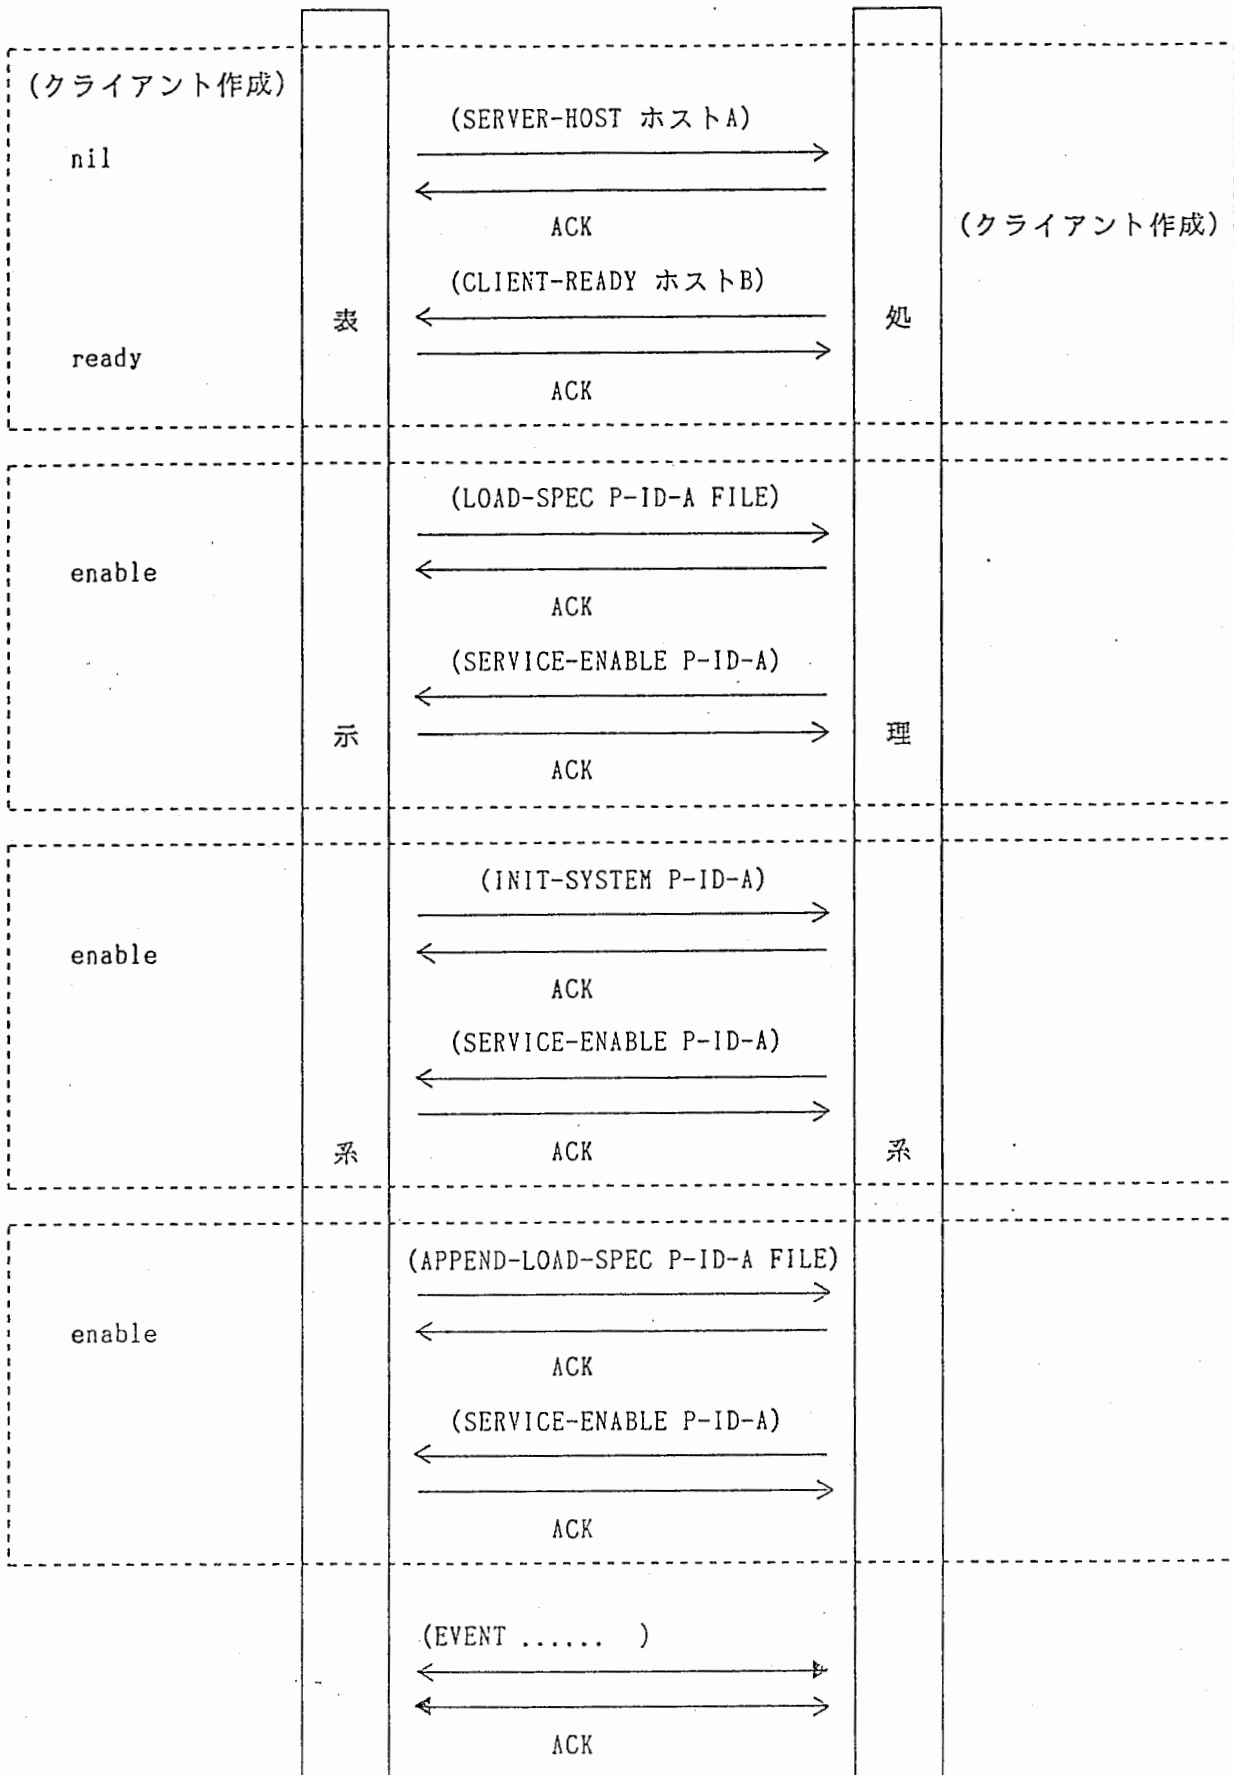 (クライアント作成)
(SERVER-HOST ホストA)
nil
ACK
(クライアント作成)
(CLIENT-READY ホストB)
ready
ACK
(LOAD-SPEC P-ID-A FILE)
enable
ACK
(SERVICE-ENABLE P-ID-A)
ACK
(INIT-SYSTEM P-ID-A)
enable
ACK
(SERVICE-ENABLE P-ID-A)
ACK
(APPEND-LOAD-SPEC P-ID-A FILE)
enable
ACK
(SERVICE-ENABLE P-ID-A)
ACK
(EVENT ...... )
ACK
表示系
処理系